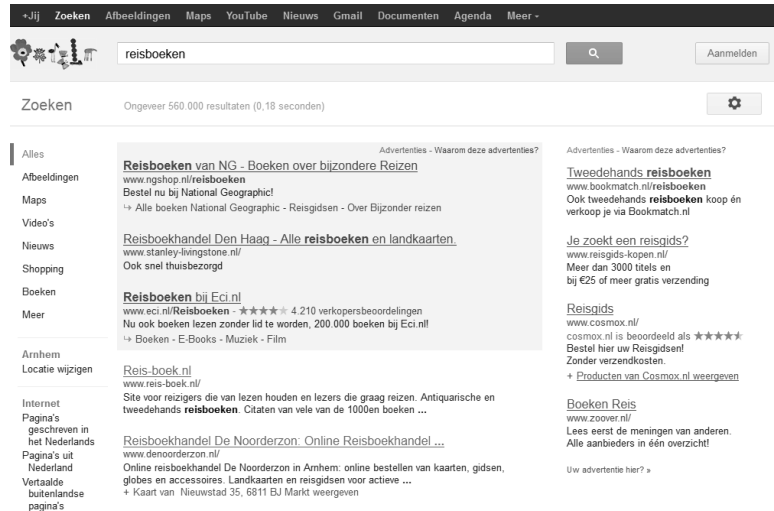 +Jij Zoeken Afbeeldingen Maps YouTube Nieuws Gmail Documenten Agenda Meer
reisboeken
Aanmelden
Zoeken
Ongeveer 560.000 resultaten (0,18 seconden)
Alles
Afbeeldingen
Maps
Video's
Nieuws
Shopping
Boeken
Meer
Arnhem
Locatie wijzigen
Internet
Pagina's
geschreven in
het Nederlands
Pagina's uit
Nederland
Vertaalde
buitenlandse
pagina's
Advertenties - Waarom deze advertenties?
Reisboeken van NG - Boeken over bijzondere Reizen
www.ngshop.nl/reisboeken
Bestel nu bij National Geographic!
↳ Alle boeken National Geographic - Reisgidsen - Over Bijzonder reizen
Reisboekhandel Den Haag - Alle reisboeken en landkaarten.
www.stanley-livingstone.nl/
Ook snel thuisbezorgd
Reisboeken bij Eci.nl
www.eci.nl/Reisboeken - ★★★★★ 4.210 verkopersbeoordelingen
Nu ook boeken lezen zonder lid te worden, 200.000 boeken bij Eci.nl!
↳ Boeken - E-Books - Muziek - Film
Reis-boek.nl
www.reis-boek.nl/
Site voor reizigers die van lezen houden en lezers die graag reizen. Antiquarische en
tweedehands reisboeken. Citaten van vele van de 1000en boeken ...
Reisboekhandel De Noorderzon: Online Reisboekhandel ...
www.denoorderzon.nl/
Online reisboekhandel De Noorderzon in Arnhem: online bestellen van kaarten, gidsen,
globes en accessoires. Landkaarten en reisgidsen voor actieve ...
+ Kaart van Nieuwstad 35, 6811 BJ Markt weergeven
Advertenties - Waarom deze advertenties?
Tweedehands reisboeken
www.bookmatch.nl/reisboeken
Ook tweedehands reisboeken koop én
verkoop je via Bookmatch.nl
Je zoekt een reisgids?
www.reisgids-kopen.nl/
Meer dan 3000 titels en
bij €25 of meer gratis verzending
Reisgids
www.cosmox.nl/
cosmox.nl is beoordeeld als ★★★★★
Bestel hier uw Reisgidsen!
Zonder verzendkosten.
+ Producten van Cosmox.nl weergeven
Boeken Reis
www.zoover.nl/
Lees eerst de meningen van anderen.
Alle aanbieders in één overzicht!
Uw advertentie hier? »